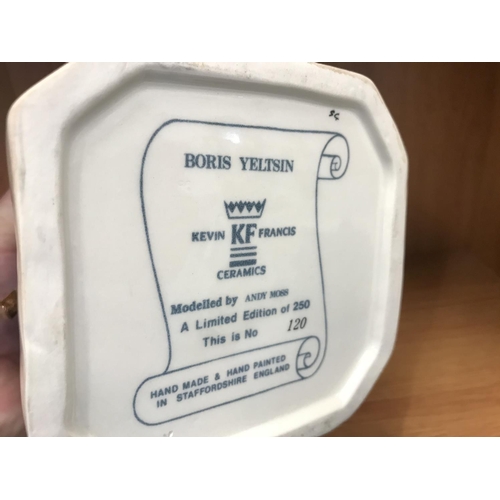 SC
BORIS YELTSIN
KEVIN KF FRANCIS
CERAMICS
Modelled by ANDY MOSS
A Limited Edition of 250
This is No 120
HAND MADE & HAND PAINTED
IN STAFFORDSHIRE ENGLAND